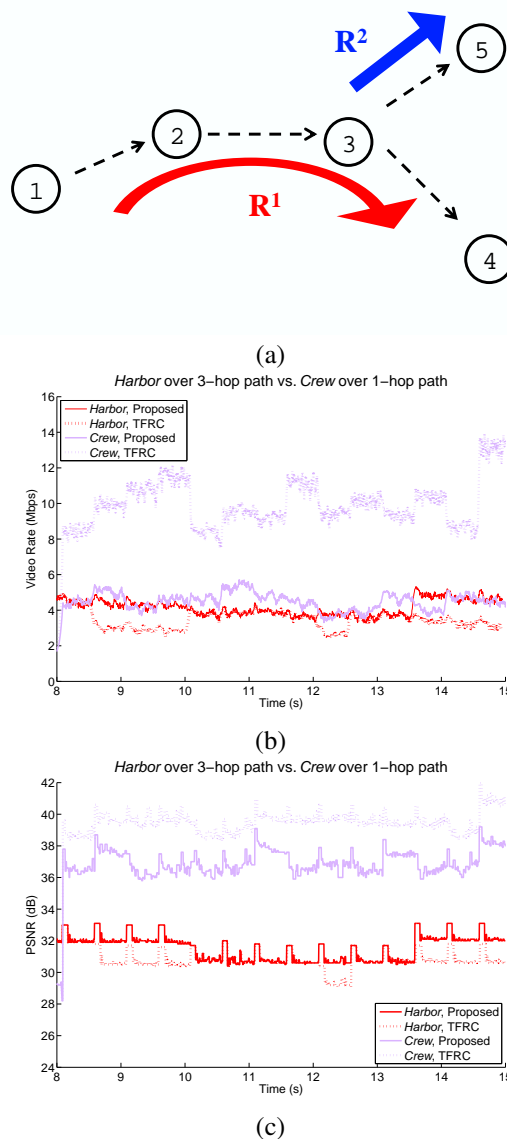 R²
5
2
3
1
R¹
4
(a)
Harbor over 3−hop path vs. Crew over 1−hop path
16
14
12
10
8
6
4
2
0
Video Rate (Mbps)
Harbor, Proposed
Harbor, TFRC
Crew, Proposed
Crew, TFRC
8 9 10 11 12 13 14 15
Time (s)
(b)
Harbor over 3−hop path vs. Crew over 1−hop path
42
40
38
36
34
32
30
28
26
24
PSNR (dB)
Harbor, Proposed
Harbor, TFRC
Crew, Proposed
Crew, TFRC
8 9 10 11 12 13 14 15
Time (s)
(c)